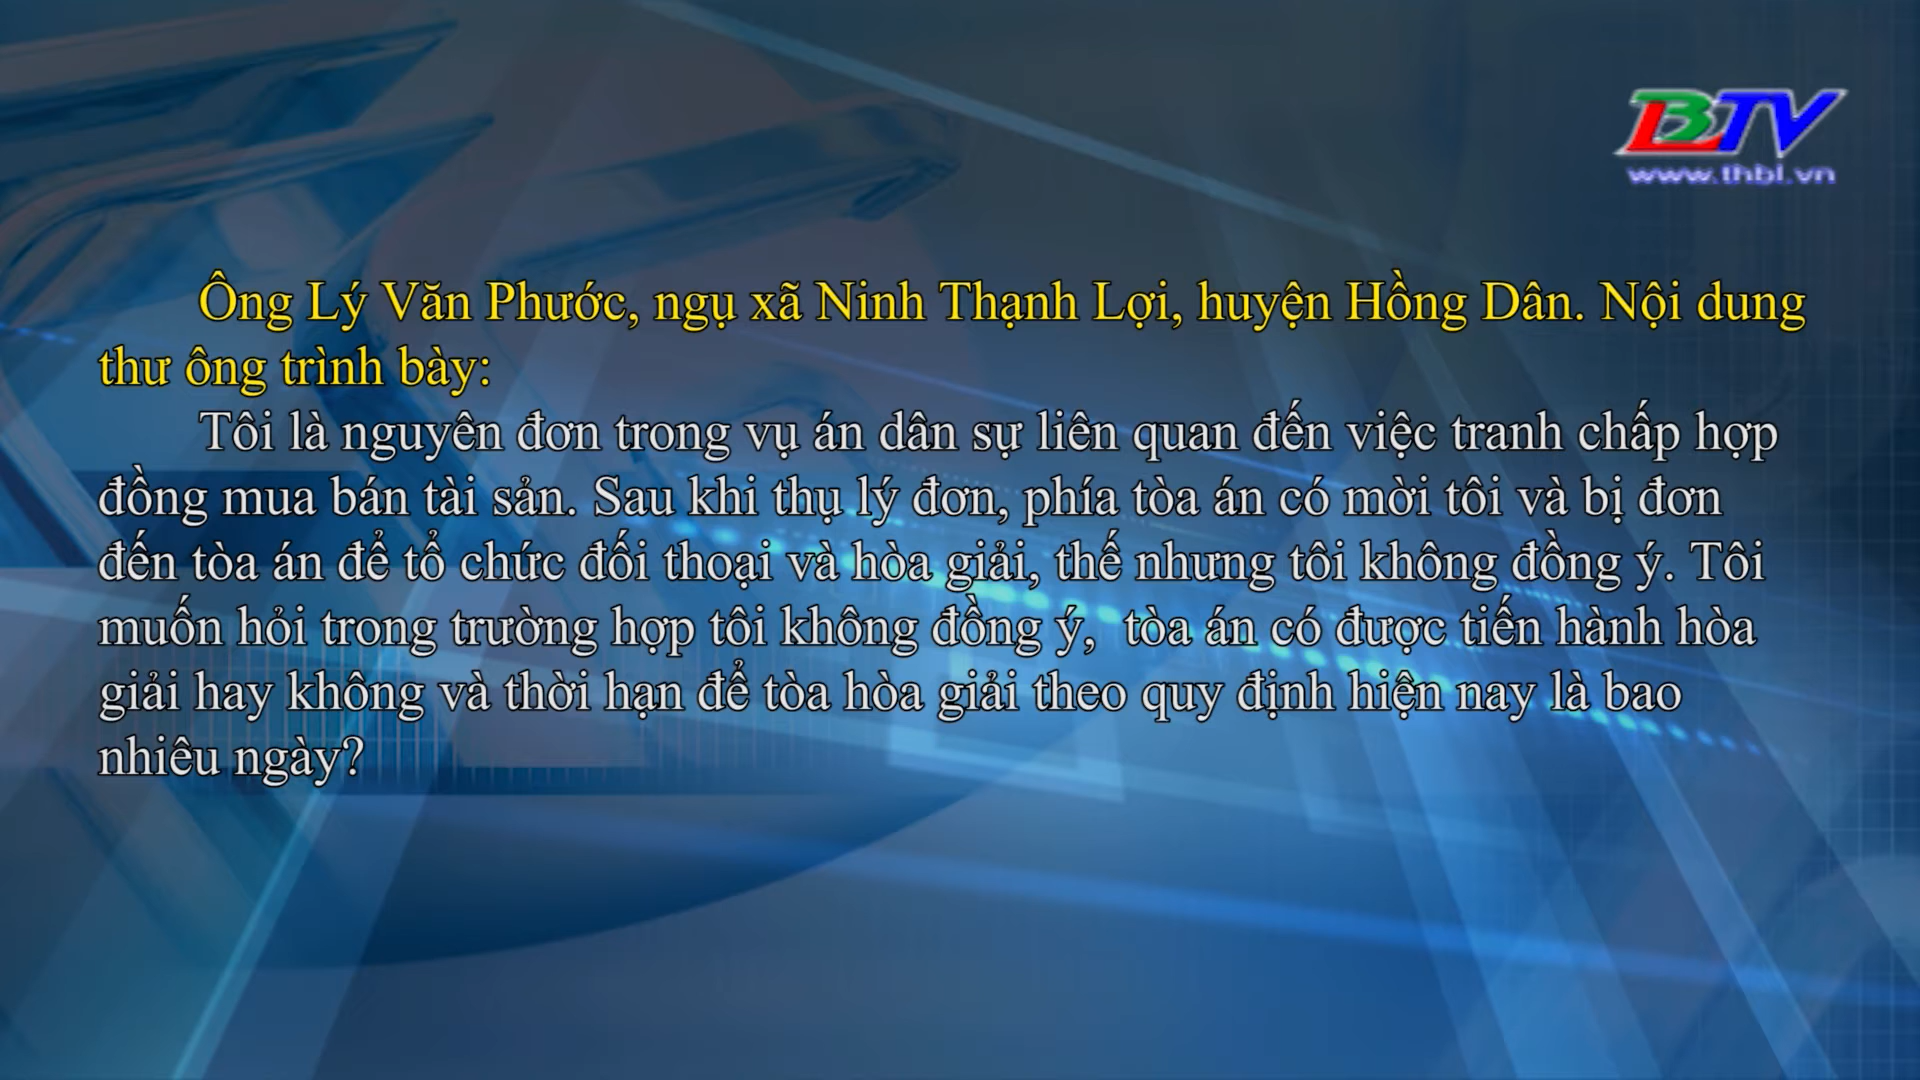 BTV
www.thbl.vn
Ông Lý Văn Phước, ngụ xã Ninh Thạnh Lợi, huyện Hồng Dân. Nội dung
thư ông trình bày:
Tôi là nguyên đơn trong vụ án dân sự liên quan đến việc tranh chấp hợp
đồng mua bán tài sản. Sau khi thụ lý đơn, phía tòa án có mời tôi và bị đơn
đến tòa án để tổ chức đối thoại và hòa giải, thế nhưng tôi không đồng ý. Tôi
muốn hỏi trong trường hợp tôi không đồng ý,  tòa án có được tiến hành hòa
giải hay không và thời hạn để tòa hòa giải theo quy định hiện nay là bao
nhiêu ngày?